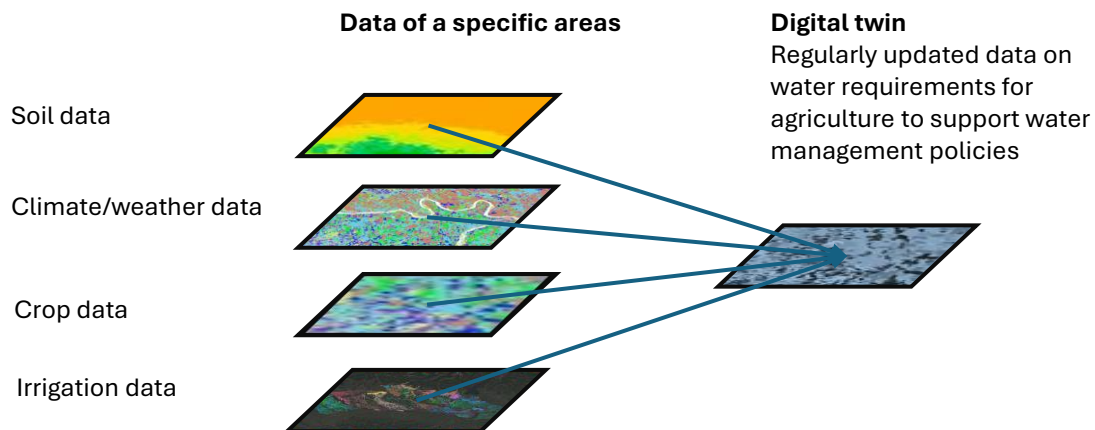 Data of a specific areas
Digital twin
Regularly updated data on
water requirements for
agriculture to support water
management policies
Soil data
Climate/weather data
Crop data
Irrigation data